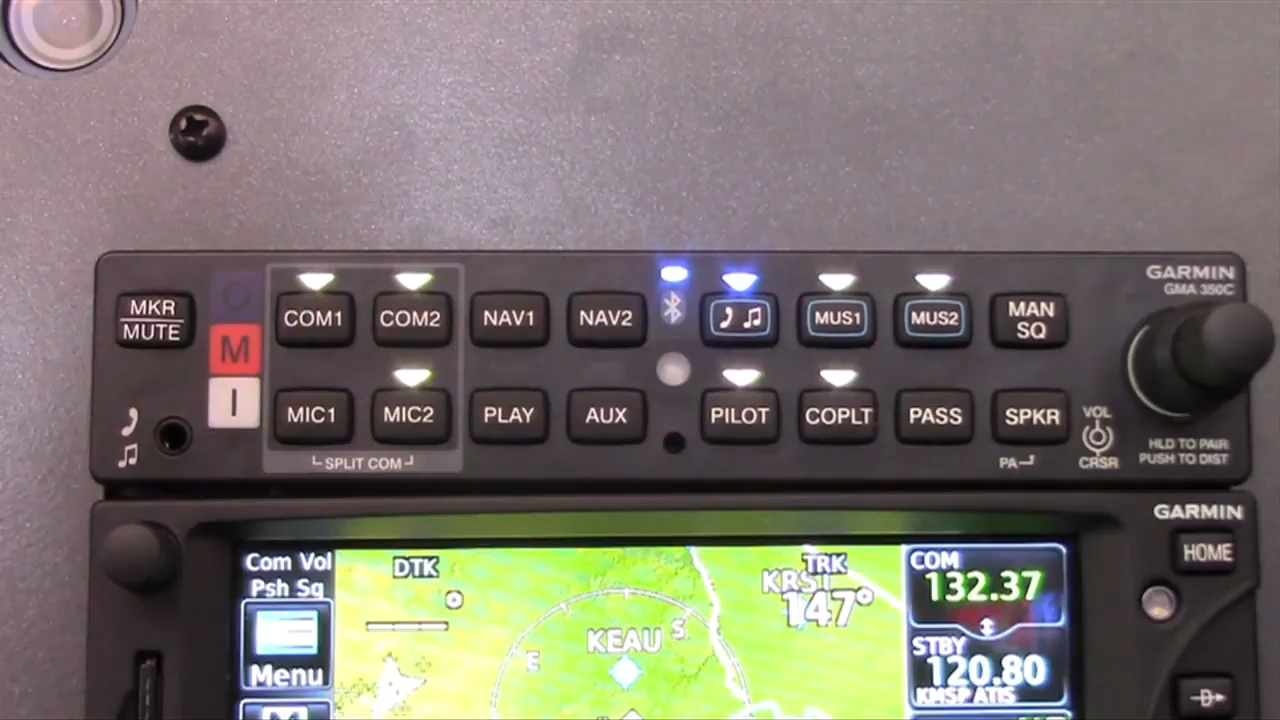 GARMIN
GMA 350C
MKR
MUTE
O
M
I
COM1
COM2
NAV1
NAV2
MUS1
MUS2
MAN
SQ
MIC1
MIC2
PLAY
AUX
PILOT
COPLT
PASS
SPKR
SPLIT COM
PA
VOL
CRSR
HLD TO PAIR
PUSH TO DIST
GARMIN
HOME
Com Vol
Psh Sq
Menu
DTK
TRK
KRST
147°
KEAU
S
E
COM
132.37
STBY
120.80
KMSP ATIS
D